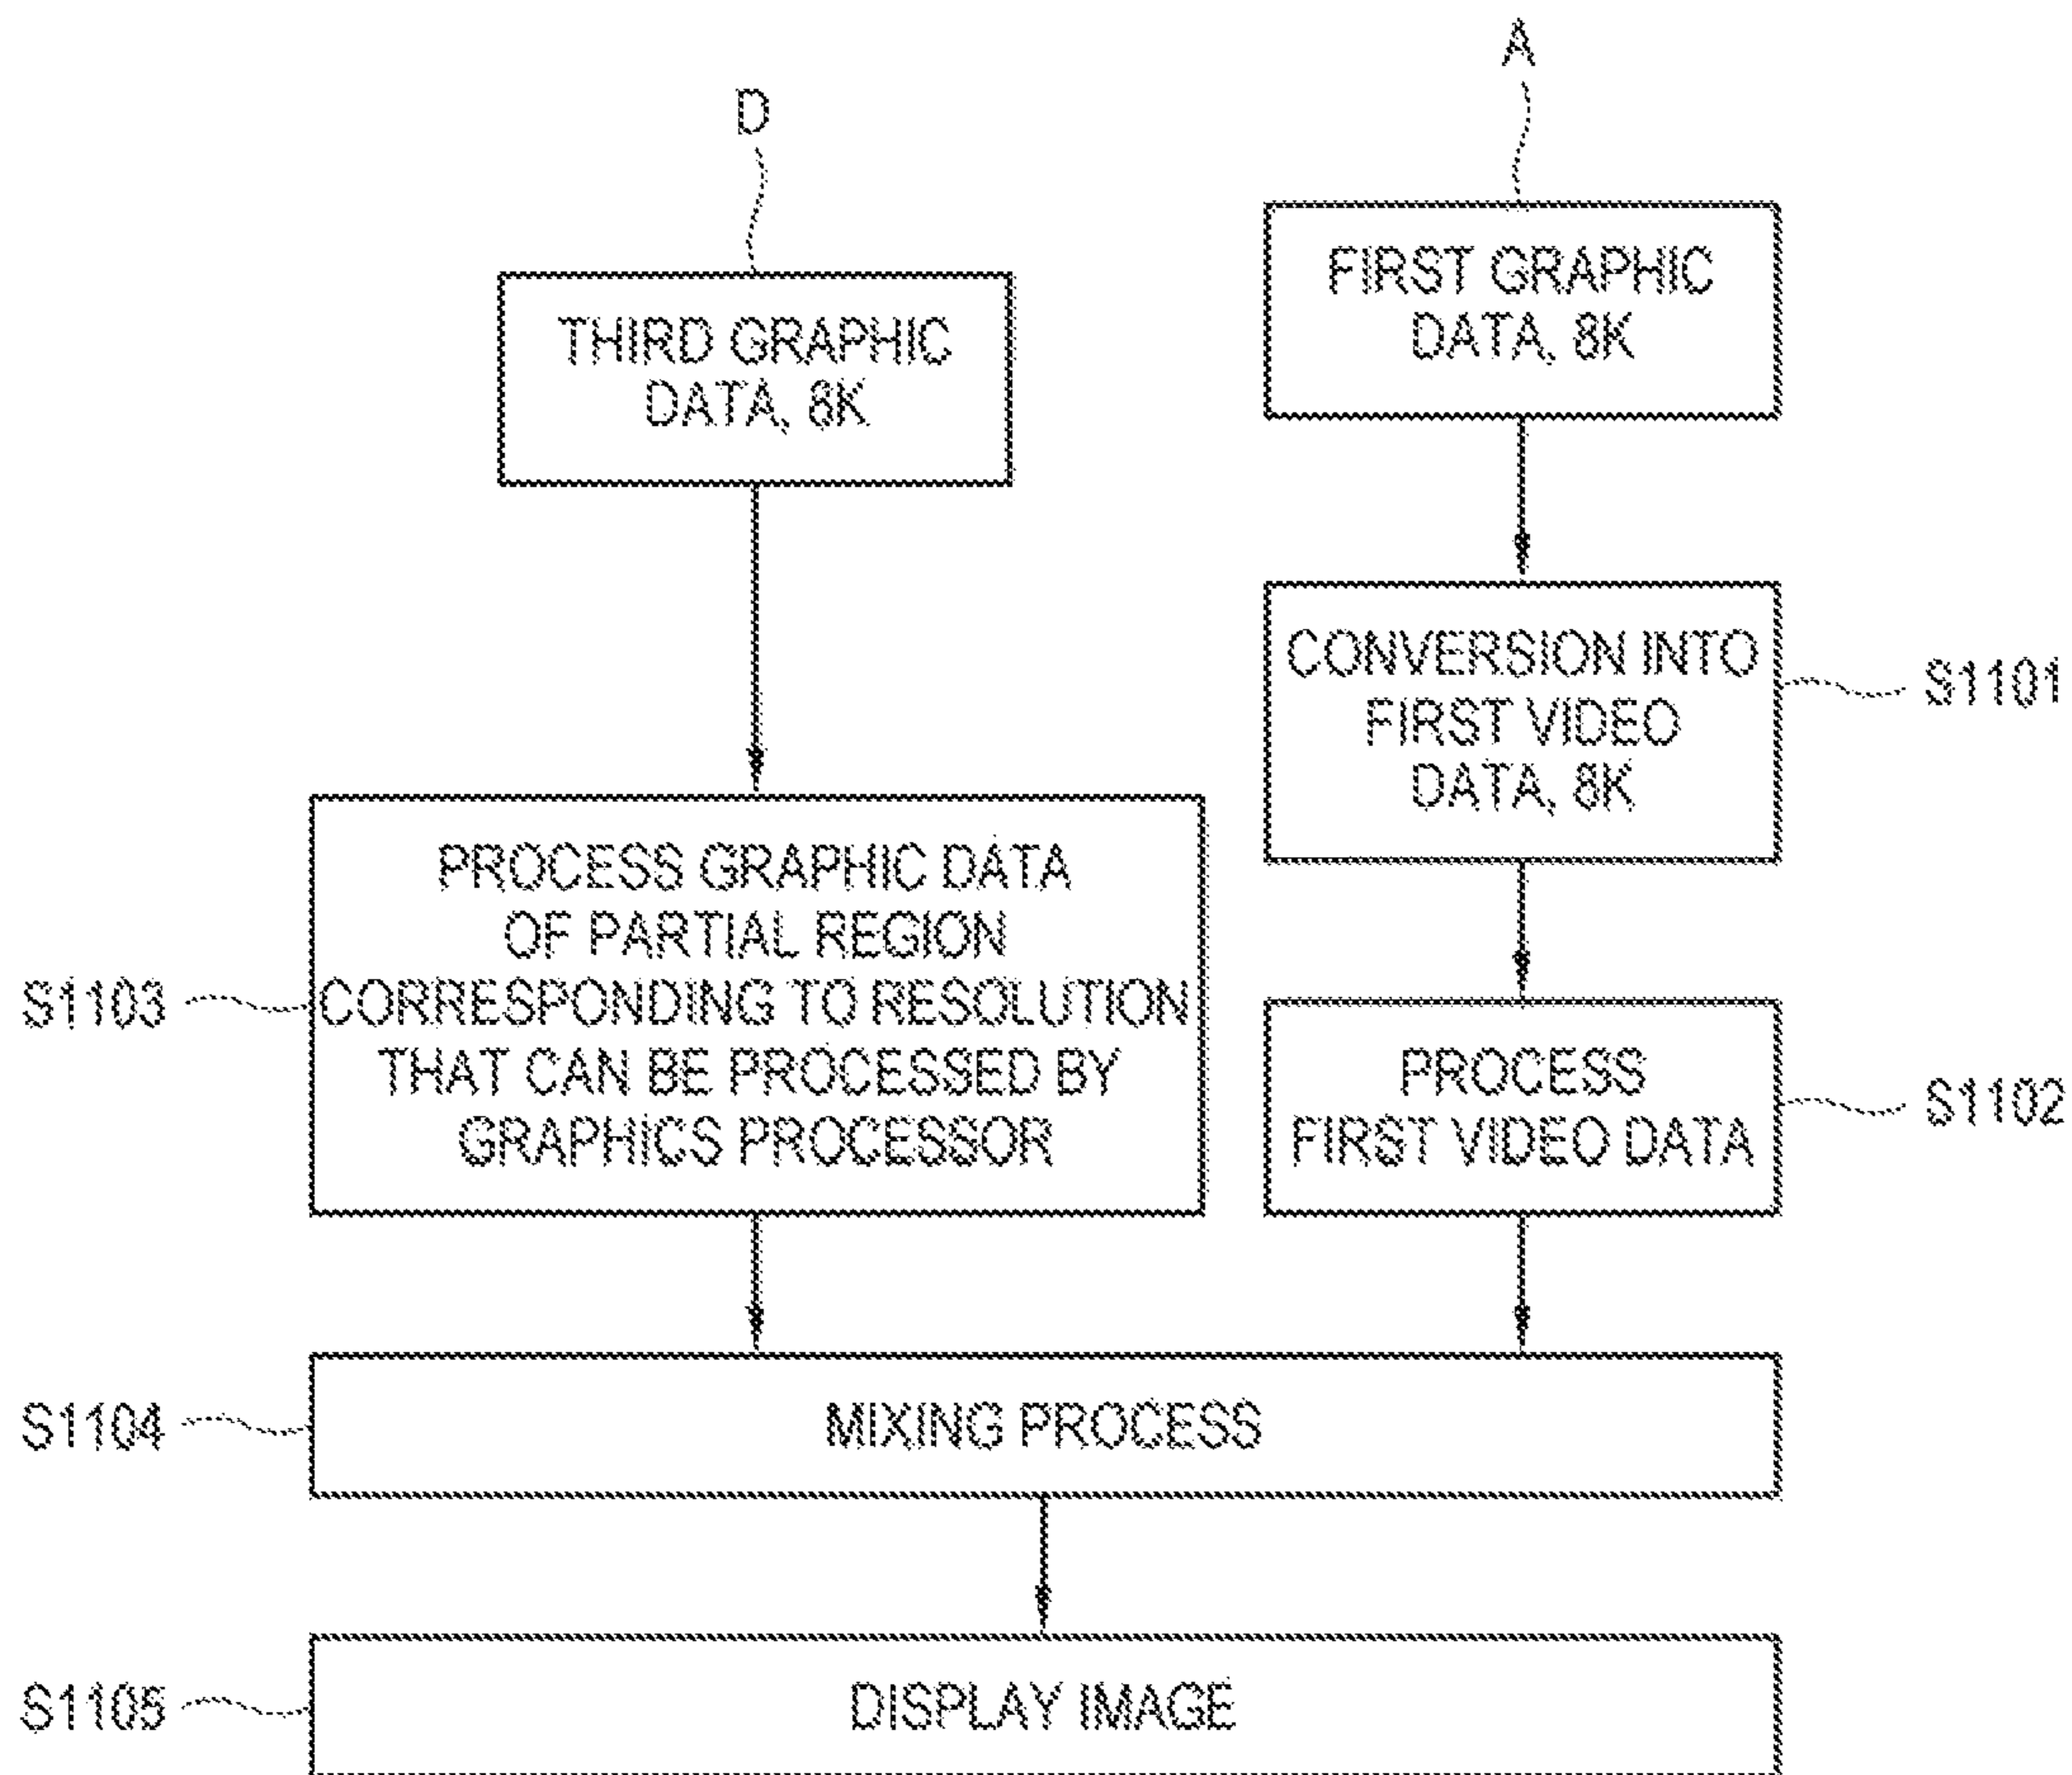 A
D
FIRST GRAPHIC
DATA, 8K
THIRD GRAPHIC
DATA, 8K
CONVERSION INTO
FIRST VIDEO
DATA, 8K
S1101
PROCESS GRAPHIC DATA
OF PARTIAL REGION
CORRESPONDING TO RESOLUTION
THAT CAN BE PROCESSED BY
GRAPHICS PROCESSOR
S1103
PROCESS
FIRST VIDEO DATA
S1102
S1104
MIXING PROCESS
S1105
DISPLAY IMAGE